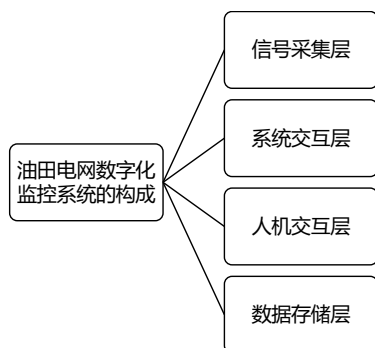 信号采集层
系统交互层
油田电网数字化
监控系统的构成
人机交互层
数据存储层